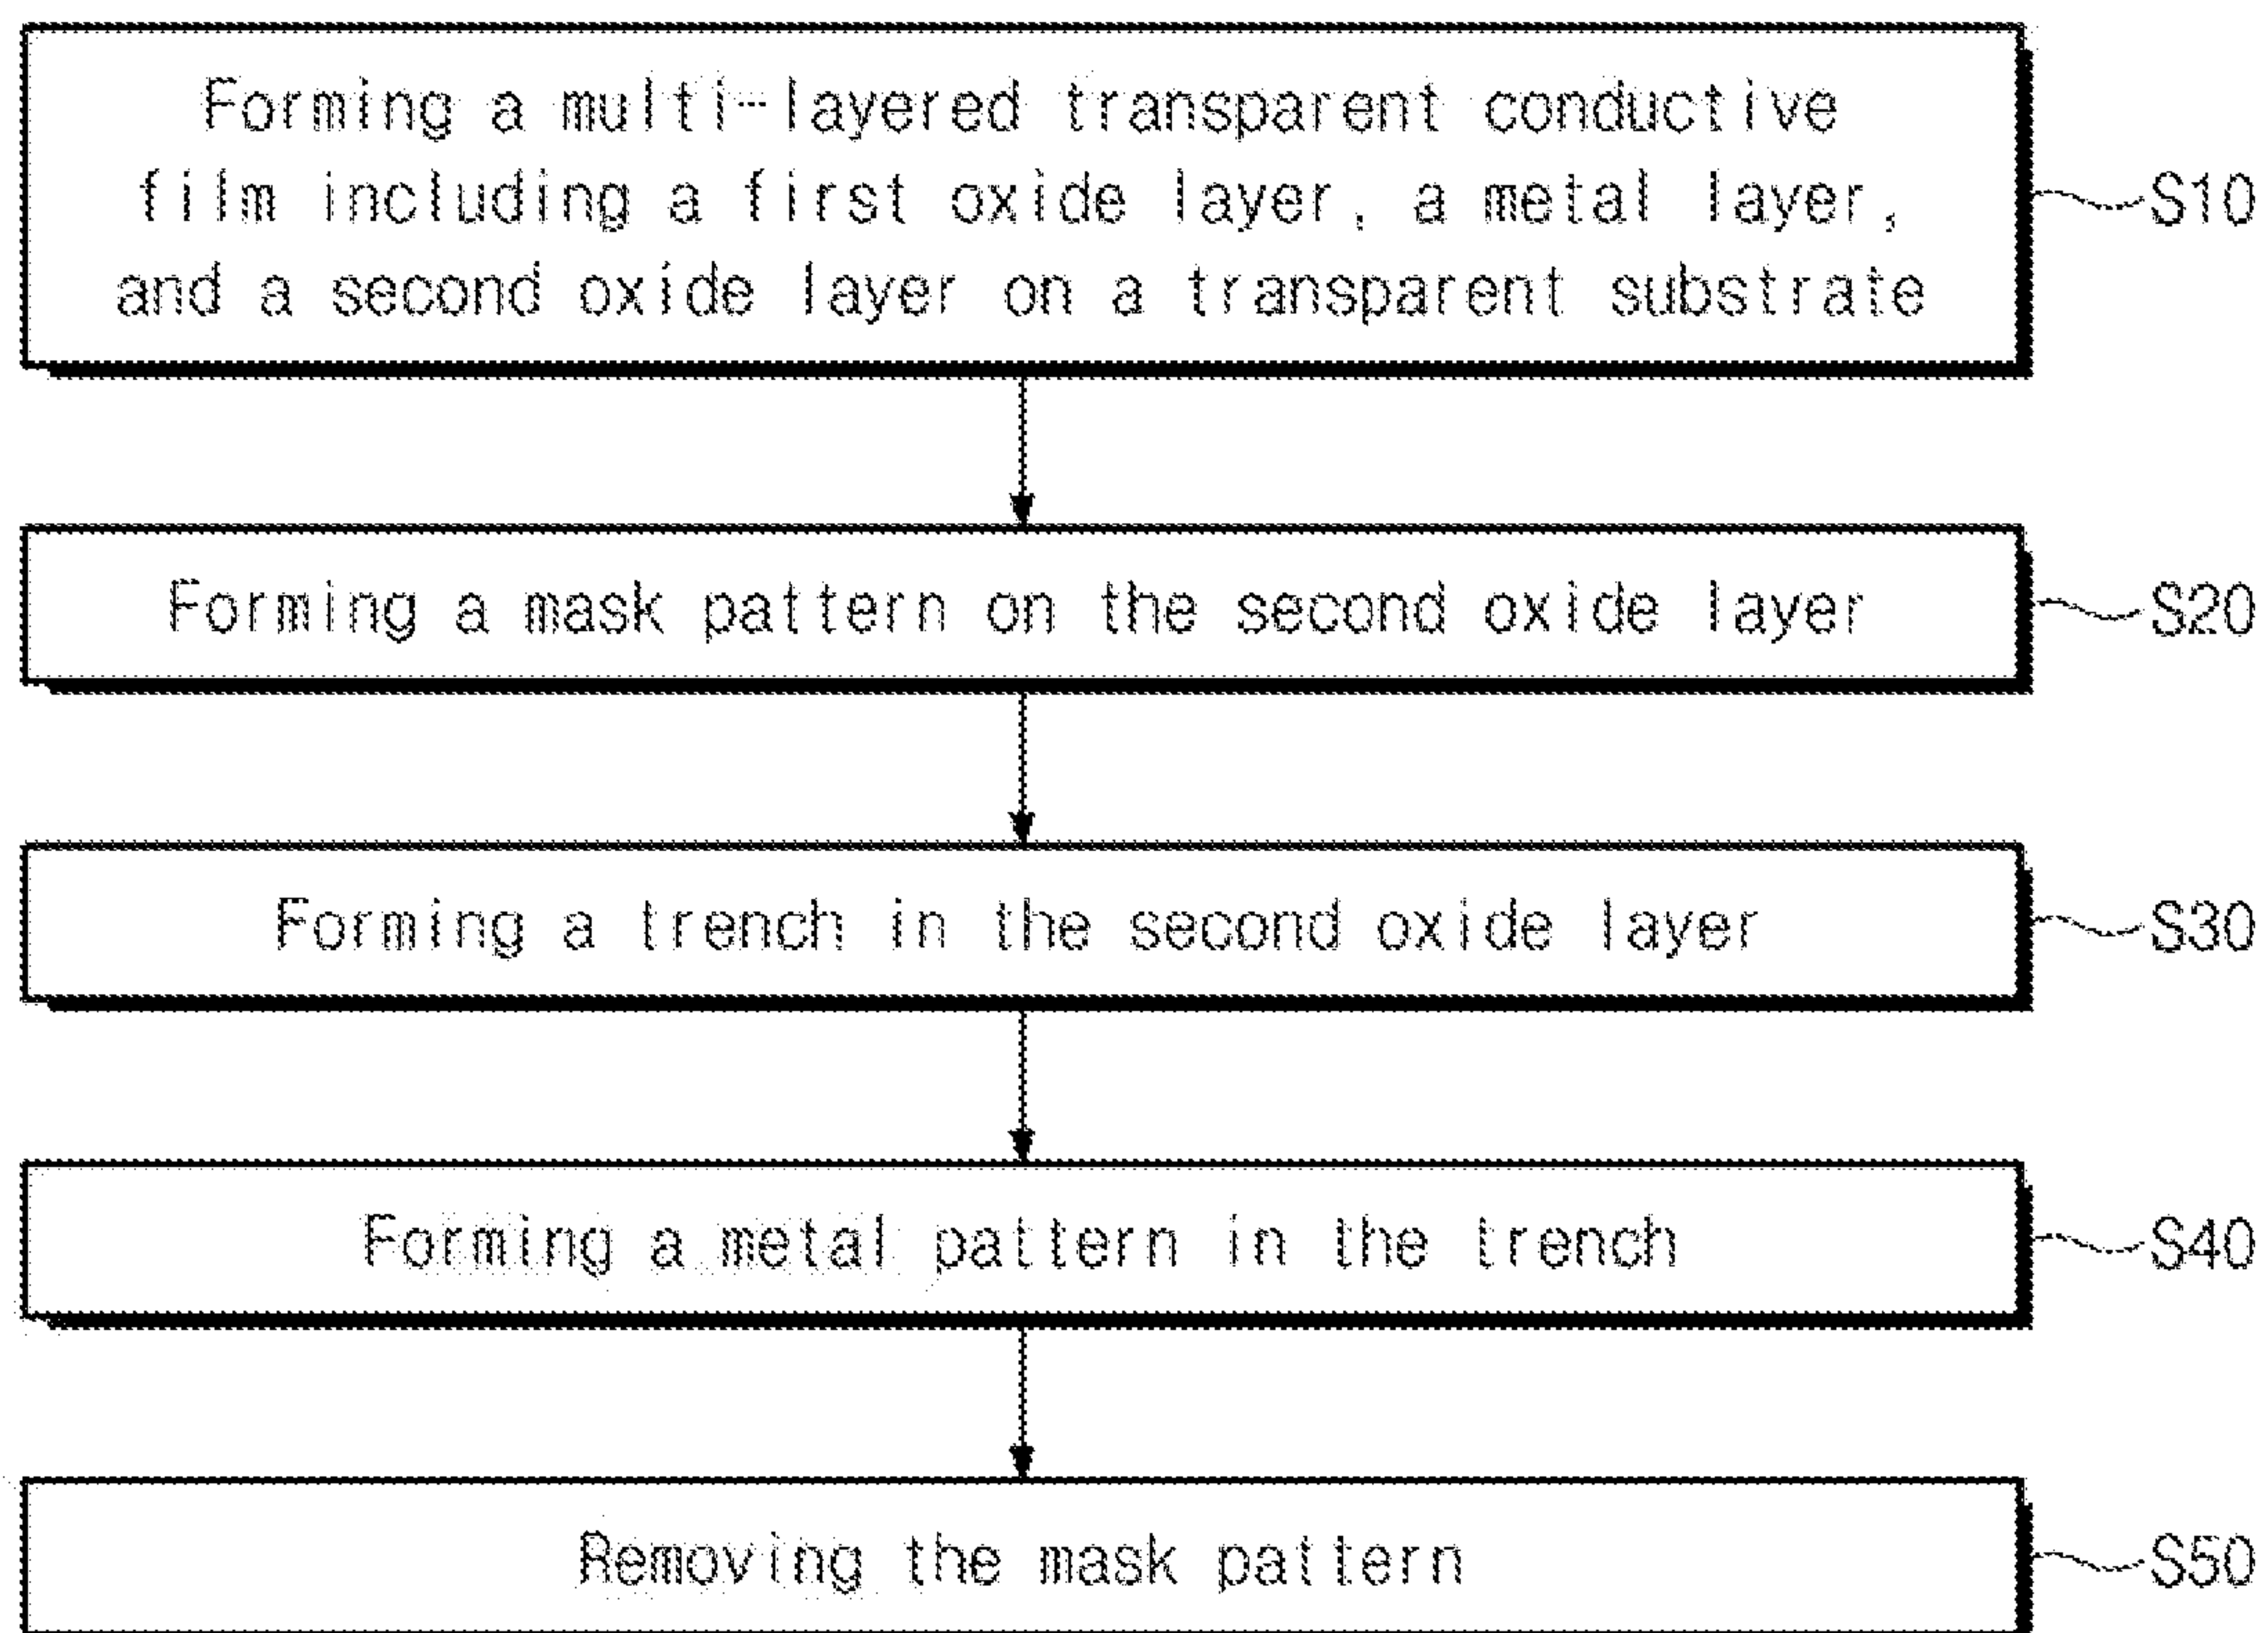 Forming a multi-layered transparent conductive
film including a first oxide layer, a metal layer,
and a second oxide layer on a transparent substrate
S10
Forming a mask pattern on the second oxide layer
S20
Forming a trench in the second oxide layer
S30
Forming a metal pattern in the trench
S40
Removing the mask pattern
S50